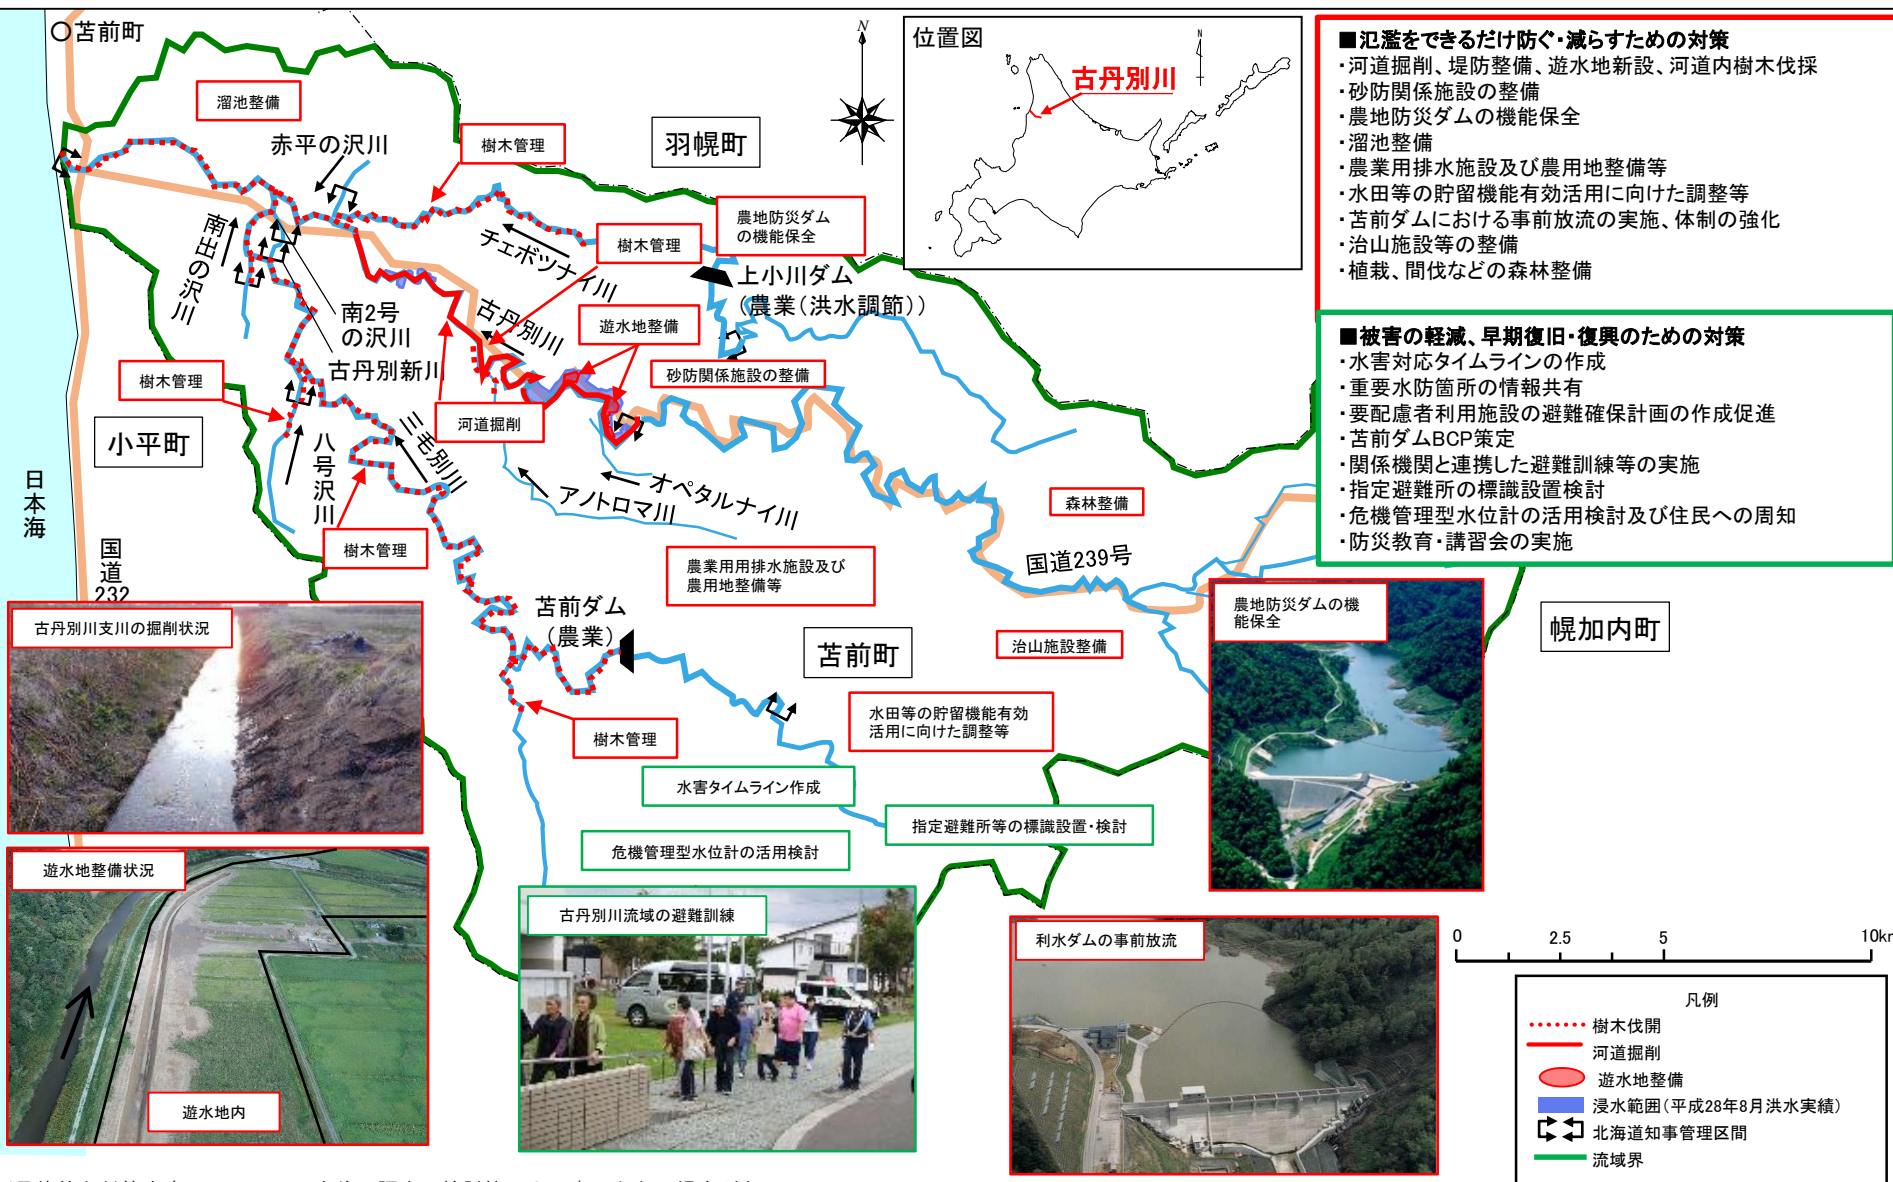 〇苫前町
溜池整備
赤平の沢川
樹木管理
羽幌町
位置図
N
N
古丹別川
■氾濫をできるだけ防ぐ・減らすための対策
・河道掘削、堤防整備、遊水地新設、河道内樹木伐採
・砂防関係施設の整備
・農地防災ダムの機能保全
・溜池整備
・農業用排水施設及び農用地整備等
・水田等の貯留機能有効活用に向けた調整等
・苫前ダムにおける事前放流の実施、体制の強化
・治山施設等の整備
・植栽、間伐などの森林整備
■被害の軽減、早期復旧・復興のための対策
・水害対応タイムラインの作成
・重要水防箇所の情報共有
・要配慮者利用施設の避難確保計画の作成促進
・苫前ダムBCP策定
・関係機関と連携した避難訓練等の実施
・指定避難所の標識設置検討
・危機管理型水位計の活用検討及び住民への周知
・防災教育・講習会の実施
南出の沢川
チェボツナイ川
樹木管理
農地防災ダム
の機能保全
上小川ダム
(農業(洪水調節))
古丹別川
遊水地整備
南2号
の沢川
古丹別新川
砂防関係施設の整備
樹木管理
河道掘削
小平町
八号沢川
三毛別川
オペタルナイ川
アノトロマ川
日本海
国道
232
樹木管理
森林整備
国道239号
農業用用排水施設及び
農用地整備等
苫前ダム
(農業)
苫前町
治山施設整備
幌加内町
農地防災ダムの機
能保全
古丹別川支川の掘削状況
樹木管理
水田等の貯留機能有効
活用に向けた調整等
水害タイムライン作成
指定避難所等の標識設置・検討
危機管理型水位計の活用検討
遊水地整備状況
遊水地内
古丹別川流域の避難訓練
利水ダムの事前放流
0 2.5 5 10km
凡例
樹木伐開
河道掘削
遊水地整備
浸水範囲(平成28年8月洪水実績)
北海道知事管理区間
流域界